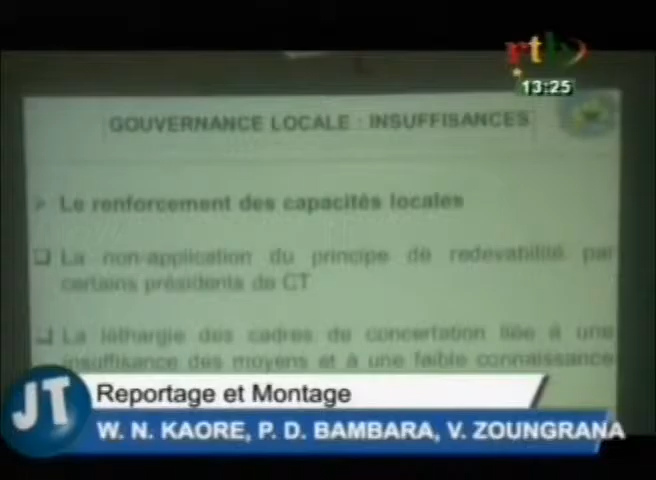 rtb
13:25
GOUVERNANCE LOCALE : INSUFFISANCES
Le renforcement des capacités locales
La non-application du principe de redevabilité par
certains présidents de CT
La léthargie des cadres de concertation liée à une
insuffisance des moyens et à une faible connaissance
JT
Reportage et Montage
W. N. KAORE, P. D. BAMBARA, V. ZOUNGRANA